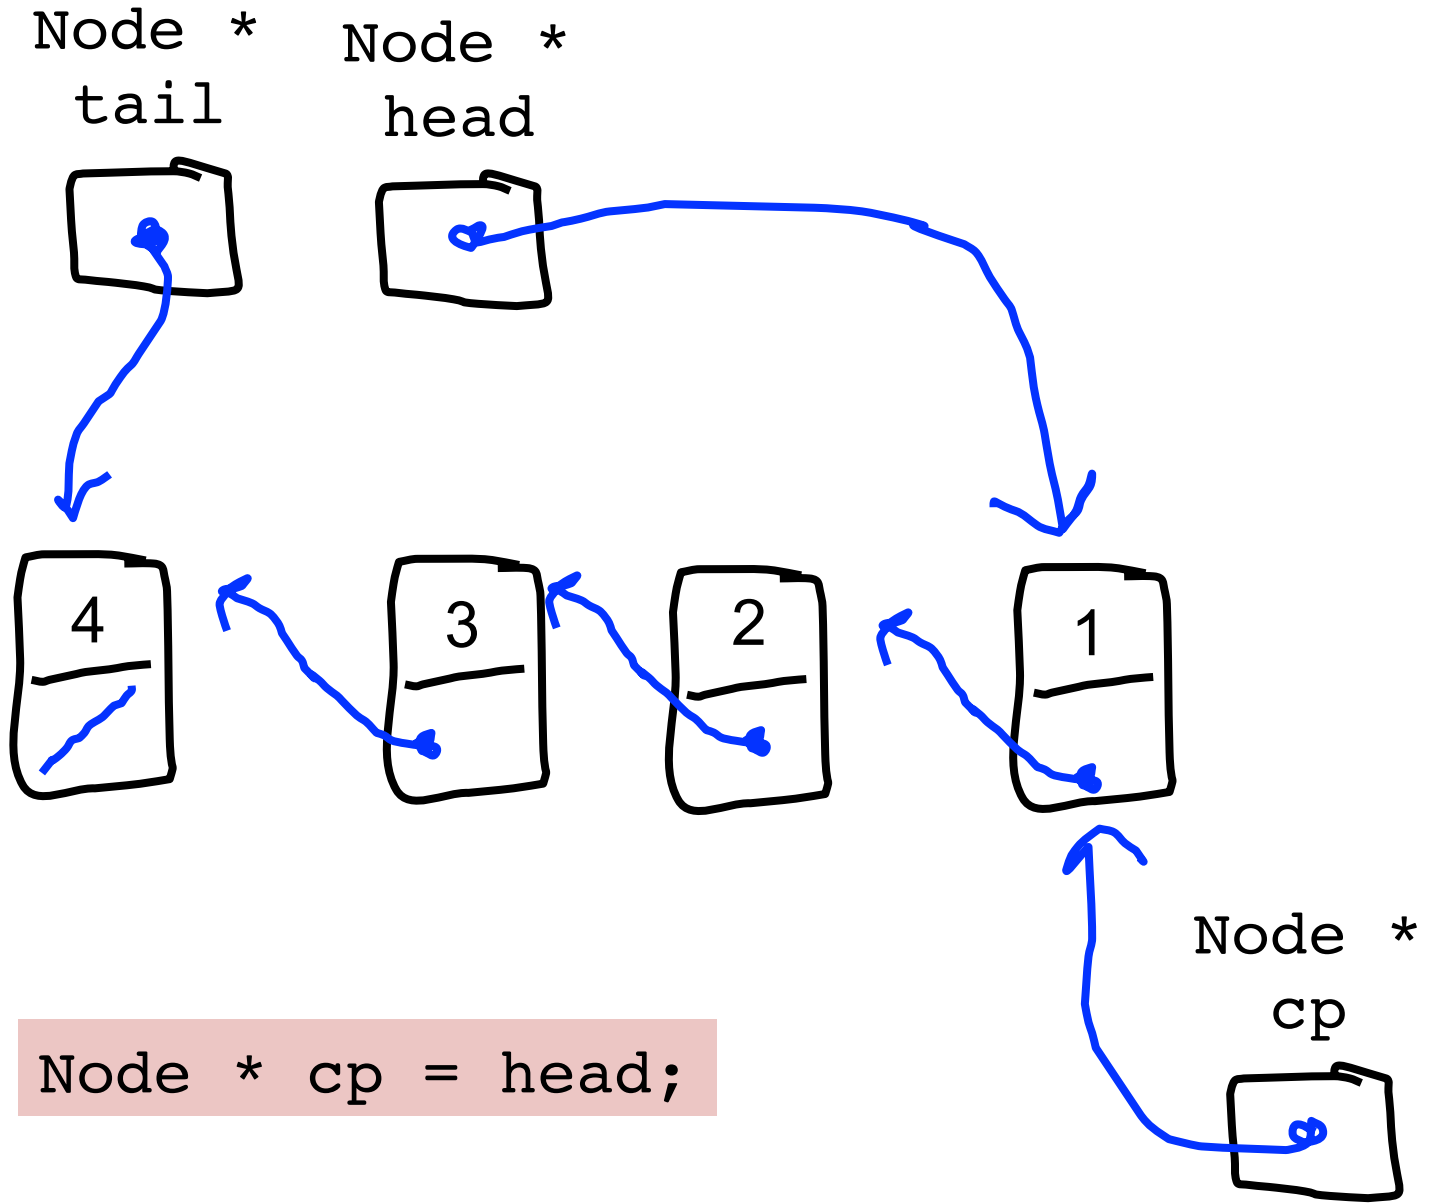 Node *
tail
Node *
head
4
3
2
1
Node *
cp
Node * cp = head;